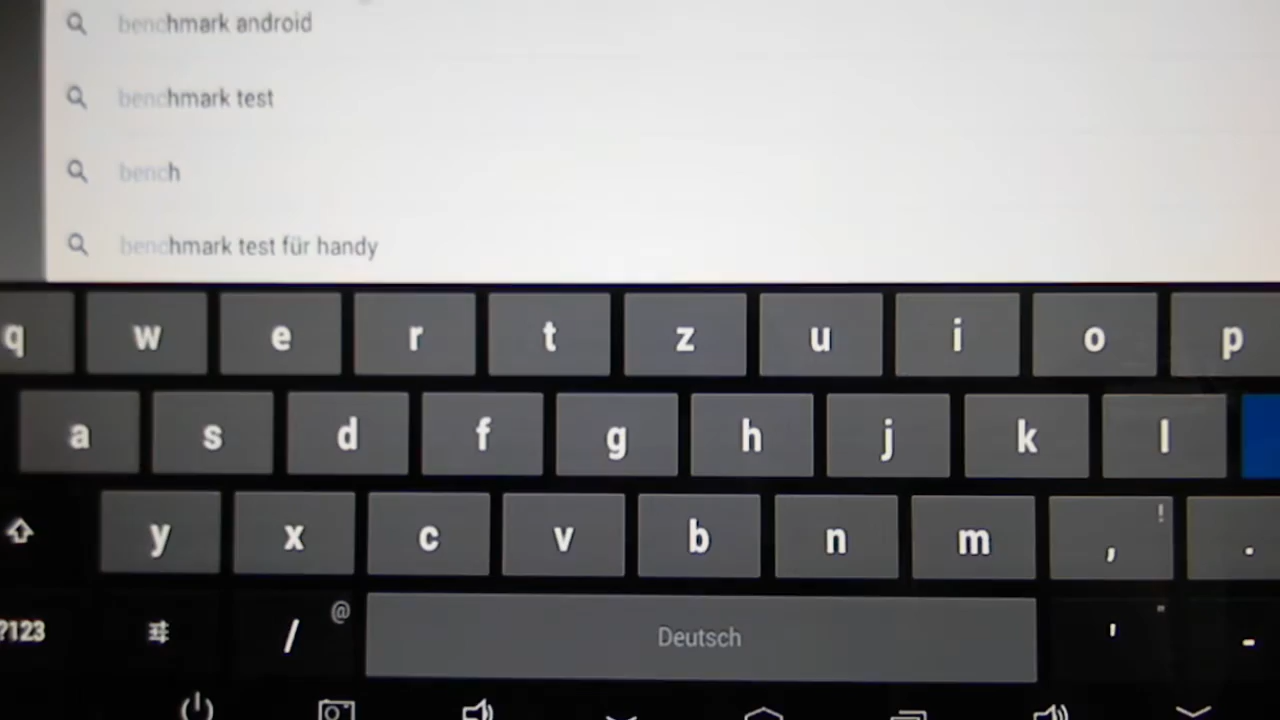 benchmark android
benchmark test
bench
benchmark test für handy
q w e r t z u i o p
a s d f g h j k l
y x c v b n m , ! .
?123 / @ Deutsch ' " -